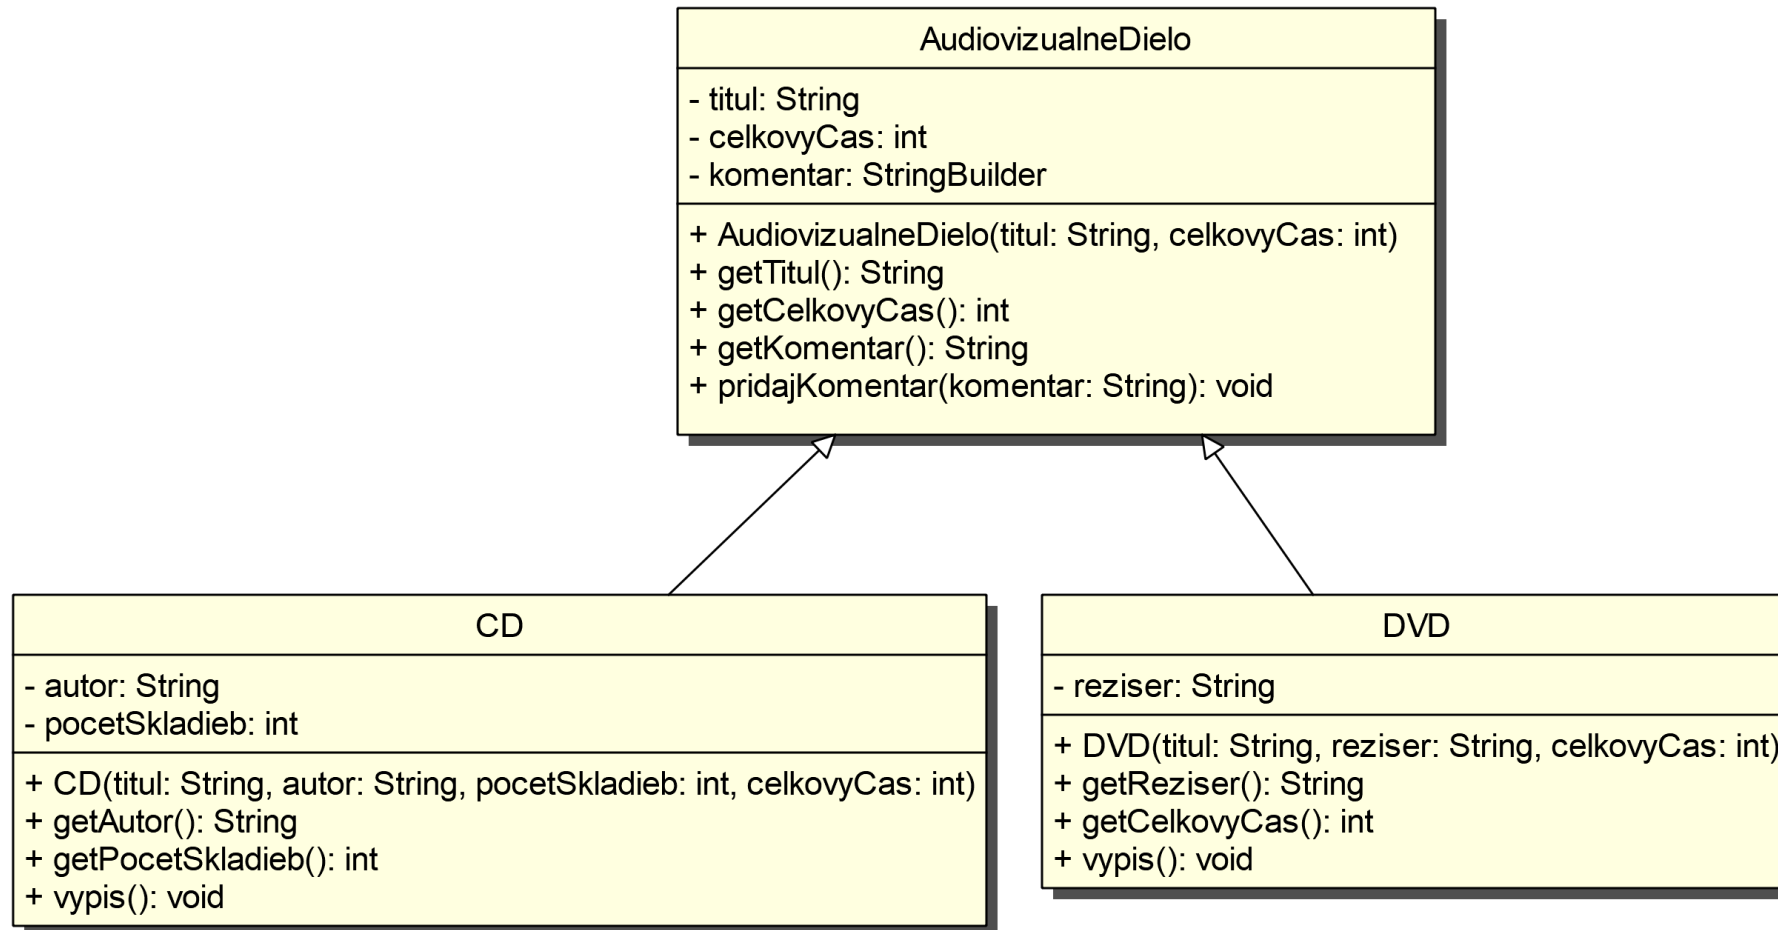 AudiovizualneDielo
- titul: String
- celkovyCas: int
- komentar: StringBuilder
+ AudiovizualneDielo(titul: String, celkovyCas: int)
+ getTitul(): String
+ getCelkovyCas(): int
+ getKomentar(): String
+ pridajKomentar(komentar: String): void
CD
- autor: String
- pocetSkladieb: int
+ CD(titul: String, autor: String, pocetSkladieb: int, celkovyCas: int)
+ getAutor(): String
+ getPocetSkladieb(): int
+ vypis(): void
DVD
- reziser: String
+ DVD(titul: String, reziser: String, celkovyCas: int)
+ getReziser(): String
+ getCelkovyCas(): int
+ vypis(): void